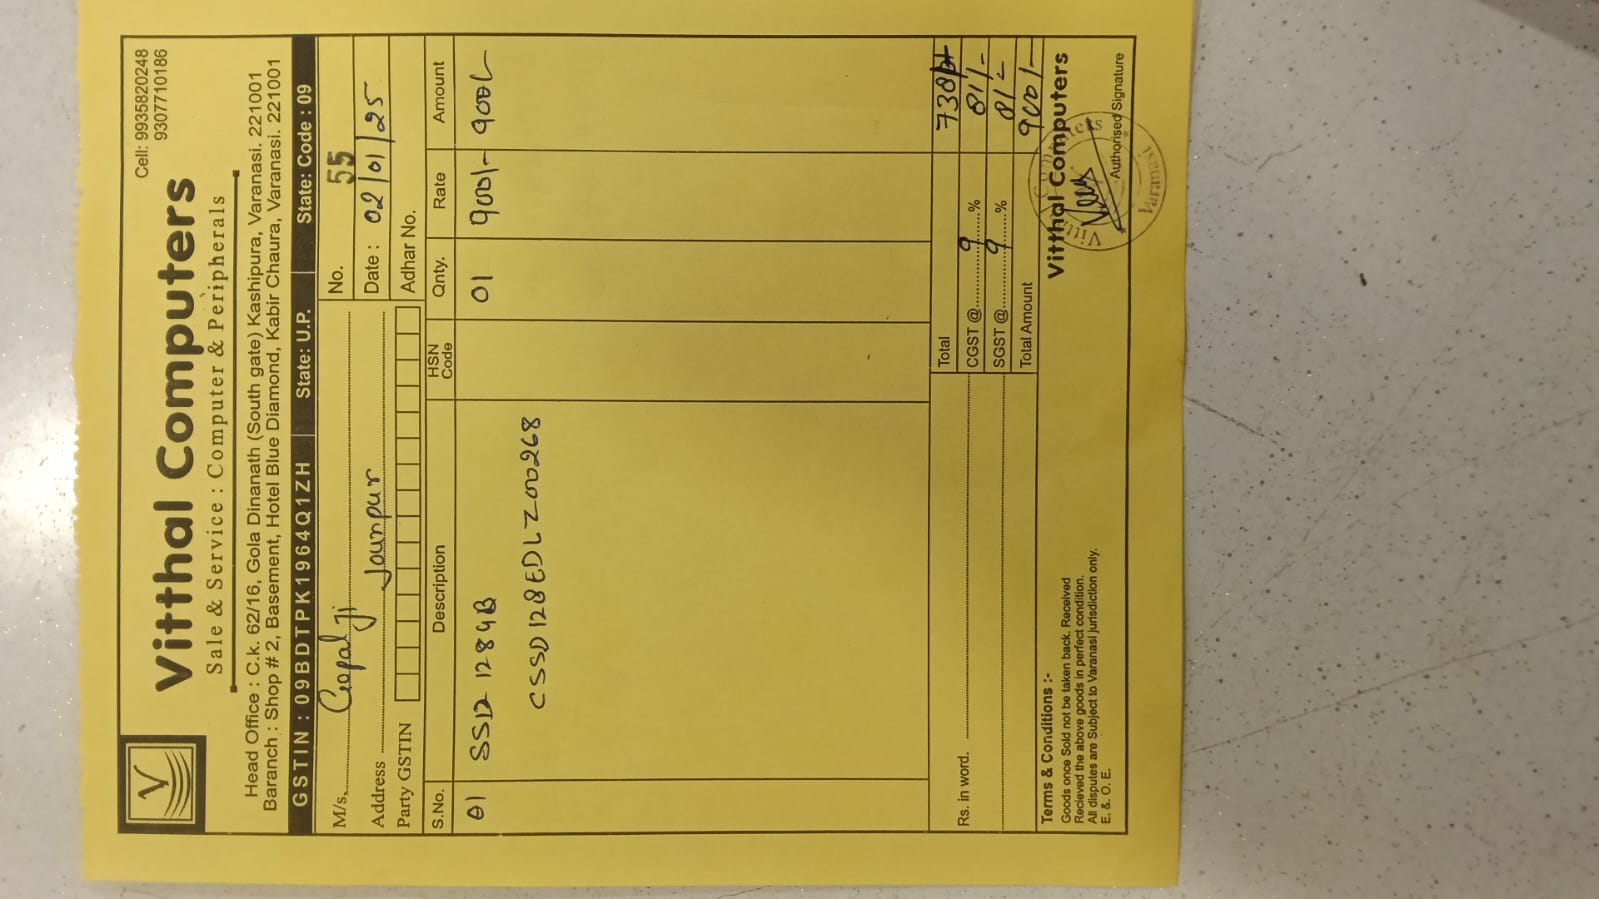 Cell: 9935820248
9307710186
V
Vitthal Computers
Sale & Service : Computer & Peripherals
Head Office : C.k. 62/16, Gola Dinanath (South gate) Kashipura, Varanasi. 221001
Baranch : Shop # 2, Basement, Hotel Blue Diamond, Kabir Chaura, Varanasi. 221001
GSTIN : 09BDTPK1964Q1ZH State: U.P. State: Code : 09
M/s. Gopal Ji No. 55
Address Jounpur Date : 02/01/25
Party GSTIN Adhar No.
S.No. Description HSN Code Qnty. Rate Amount
01 SSD 128GB 01 900/- 900/-
CSSD128EDLZ00268
Total 738
Rs. in word. CGST @ 9 % 81/-
SGST @ 9 % 81/-
Total Amount 900/-
Terms & Conditions :-
Goods once Sold not be taken back. Received
Recieved the above goods in perfect condition.
All disputes are Subject to Varanasi jurisdiction only.
E. &. O. E.
Vitthal Computers
Authorised Signature
Vitthal Computers
Varanasi